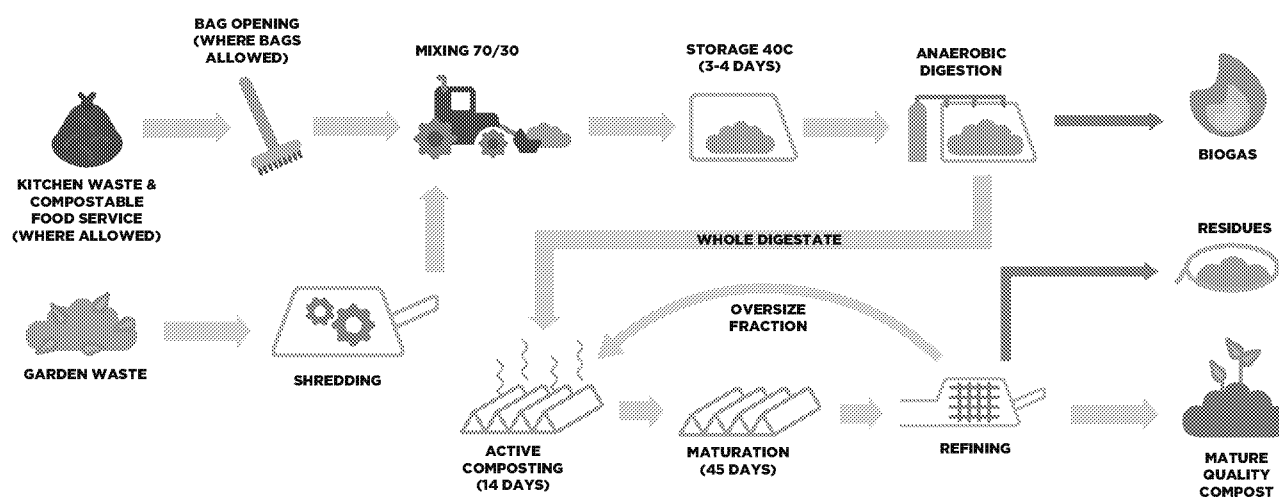 BAG OPENING
(WHERE BAGS
ALLOWED)
MIXING 70/30
STORAGE 40C
(3-4 DAYS)
ANAEROBIC
DIGESTION
BIOGAS
KITCHEN WASTE &
COMPOSTABLE
FOOD SERVICE
(WHERE ALLOWED)
WHOLE DIGESTATE
RESIDUES
OVERSIZE
FRACTION
GARDEN WASTE
SHREDDING
ACTIVE
COMPOSTING
(14 DAYS)
MATURATION
(45 DAYS)
REFINING
MATURE
QUALITY
COMPOST